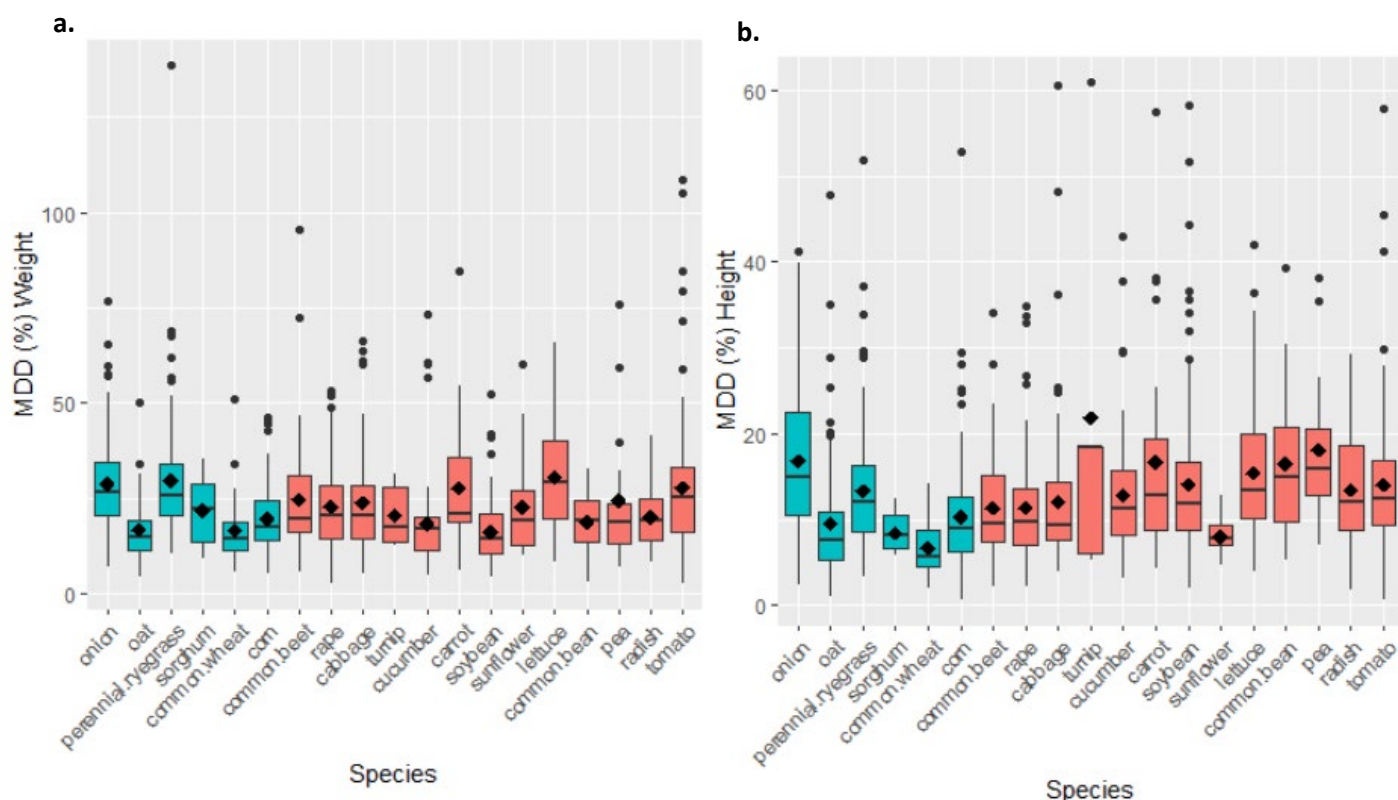 a.
MDD (%) Weight
100
50
0
onion
oat
perennial.ryegrass
sorghum
common.wheat
corn
common.beet
rape
cabbage
turnip
cucumber
carrot
soybean
sunflower
lettuce
common.bean
pea
radish
tomato
Species
b.
MDD (%) Height
60
40
20
0
onion
oat
perennial.ryegrass
sorghum
common.wheat
corn
common.beet
rape
cabbage
turnip
cucumber
carrot
soybean
sunflower
lettuce
common.bean
pea
radish
tomato
Species